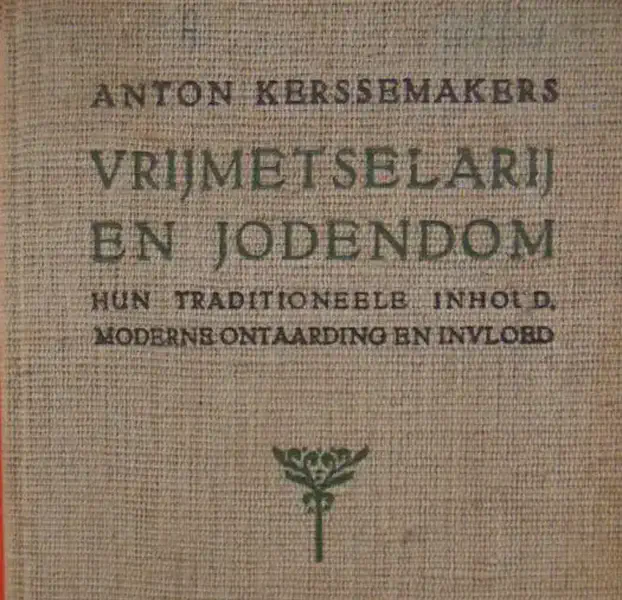 ANTON KERSSEMAKERS
VRIJMETSELARIJ
EN JODENDOM
HUN TRADITIONEELE INHOUD,
MODERNE ONTAARDING EN INVLOED